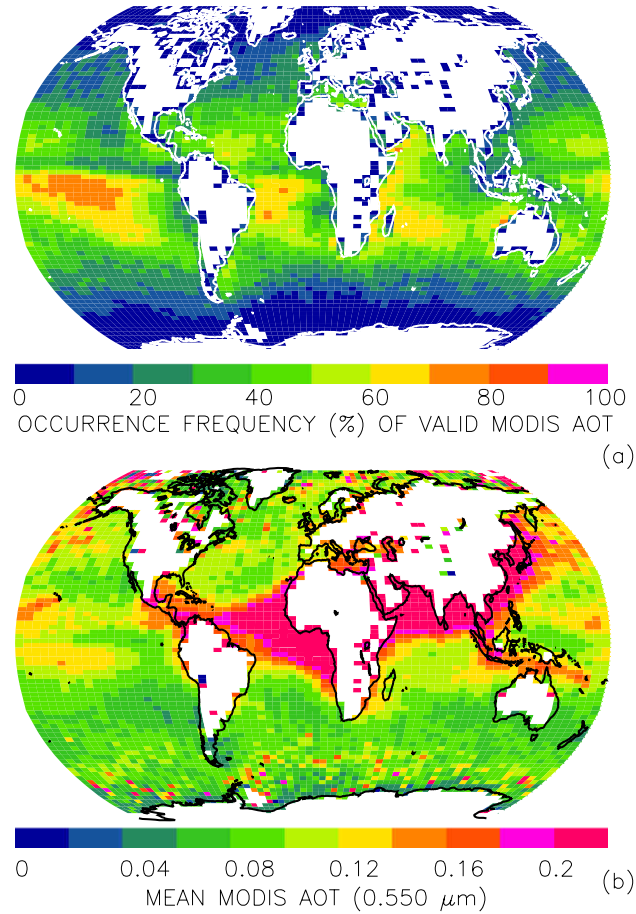 0 20 40 60 80 100
OCCURRENCE FREQUENCY (%) OF VALID MODIS AOT
(a)
0 0.04 0.08 0.12 0.16 0.2
MEAN MODIS AOT (0.550 μm)
(b)